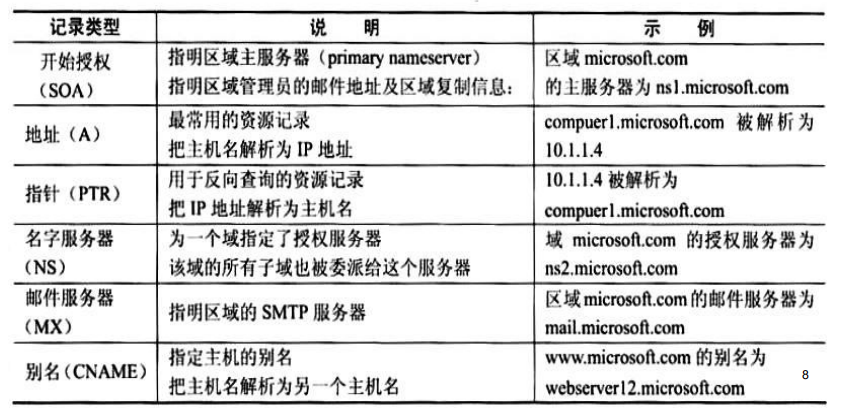 记录类型 说 明 示 例
开始授权
（SOA）
指明区域主服务器（primary nameserver）
指明区域管理员的邮件地址及区域复制信息：
区域 microsoft.com
的主服务器为 ns1.microsoft.com
地址（A）
最常用的资源记录
把主机名解析为 IP 地址
compuer1.microsoft.com 被解析为
10.1.1.4
指针（PTR）
用于反向查询的资源记录
把 IP 地址解析为主机名
10.1.1.4 被解析为
compuer1.microsoft.com
名字服务器
（NS）
为一个域指定了授权服务器
该域的所有子域也被委派给这个服务器
域 microsoft.com 的授权服务器为
ns2.microsoft.com
邮件服务器
（MX）
指明区域的 SMTP 服务器
区域 microsoft.com 的邮件服务器为
mail.microsoft.com
别名（CNAME）
指定主机的别名
把主机名解析为另一个主机名
www.microsoft.com 的别名为
webserver12.microsoft.com
8